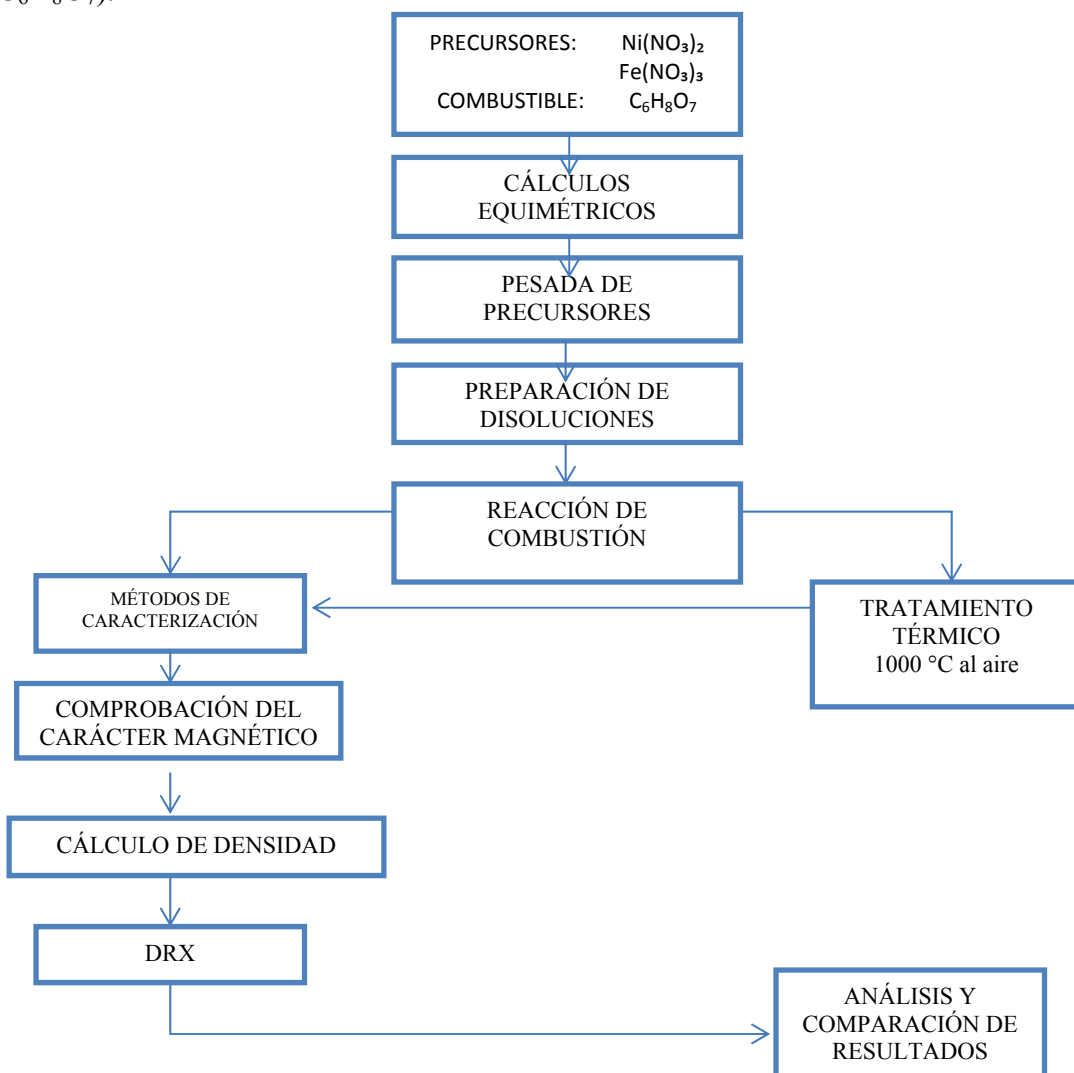 PRECURSORES: Ni(NO₃)₂
Fe(NO₃)₃
COMBUSTIBLE: C₆H₈O₇
CÁLCULOS
EQUIMÉTRICOS
PESADA DE
PRECURSORES
PREPARACIÓN DE
DISOLUCIONES
REACCIÓN DE
COMBUSTIÓN
MÉTODOS DE
CARACTERIZACIÓN
TRATAMIENTO
TÉRMICO
1000 °C al aire
COMPROBACIÓN DEL
CARÁCTER MAGNÉTICO
CÁLCULO DE DENSIDAD
DRX
ANÁLISIS Y
COMPARACIÓN DE
RESULTADOS